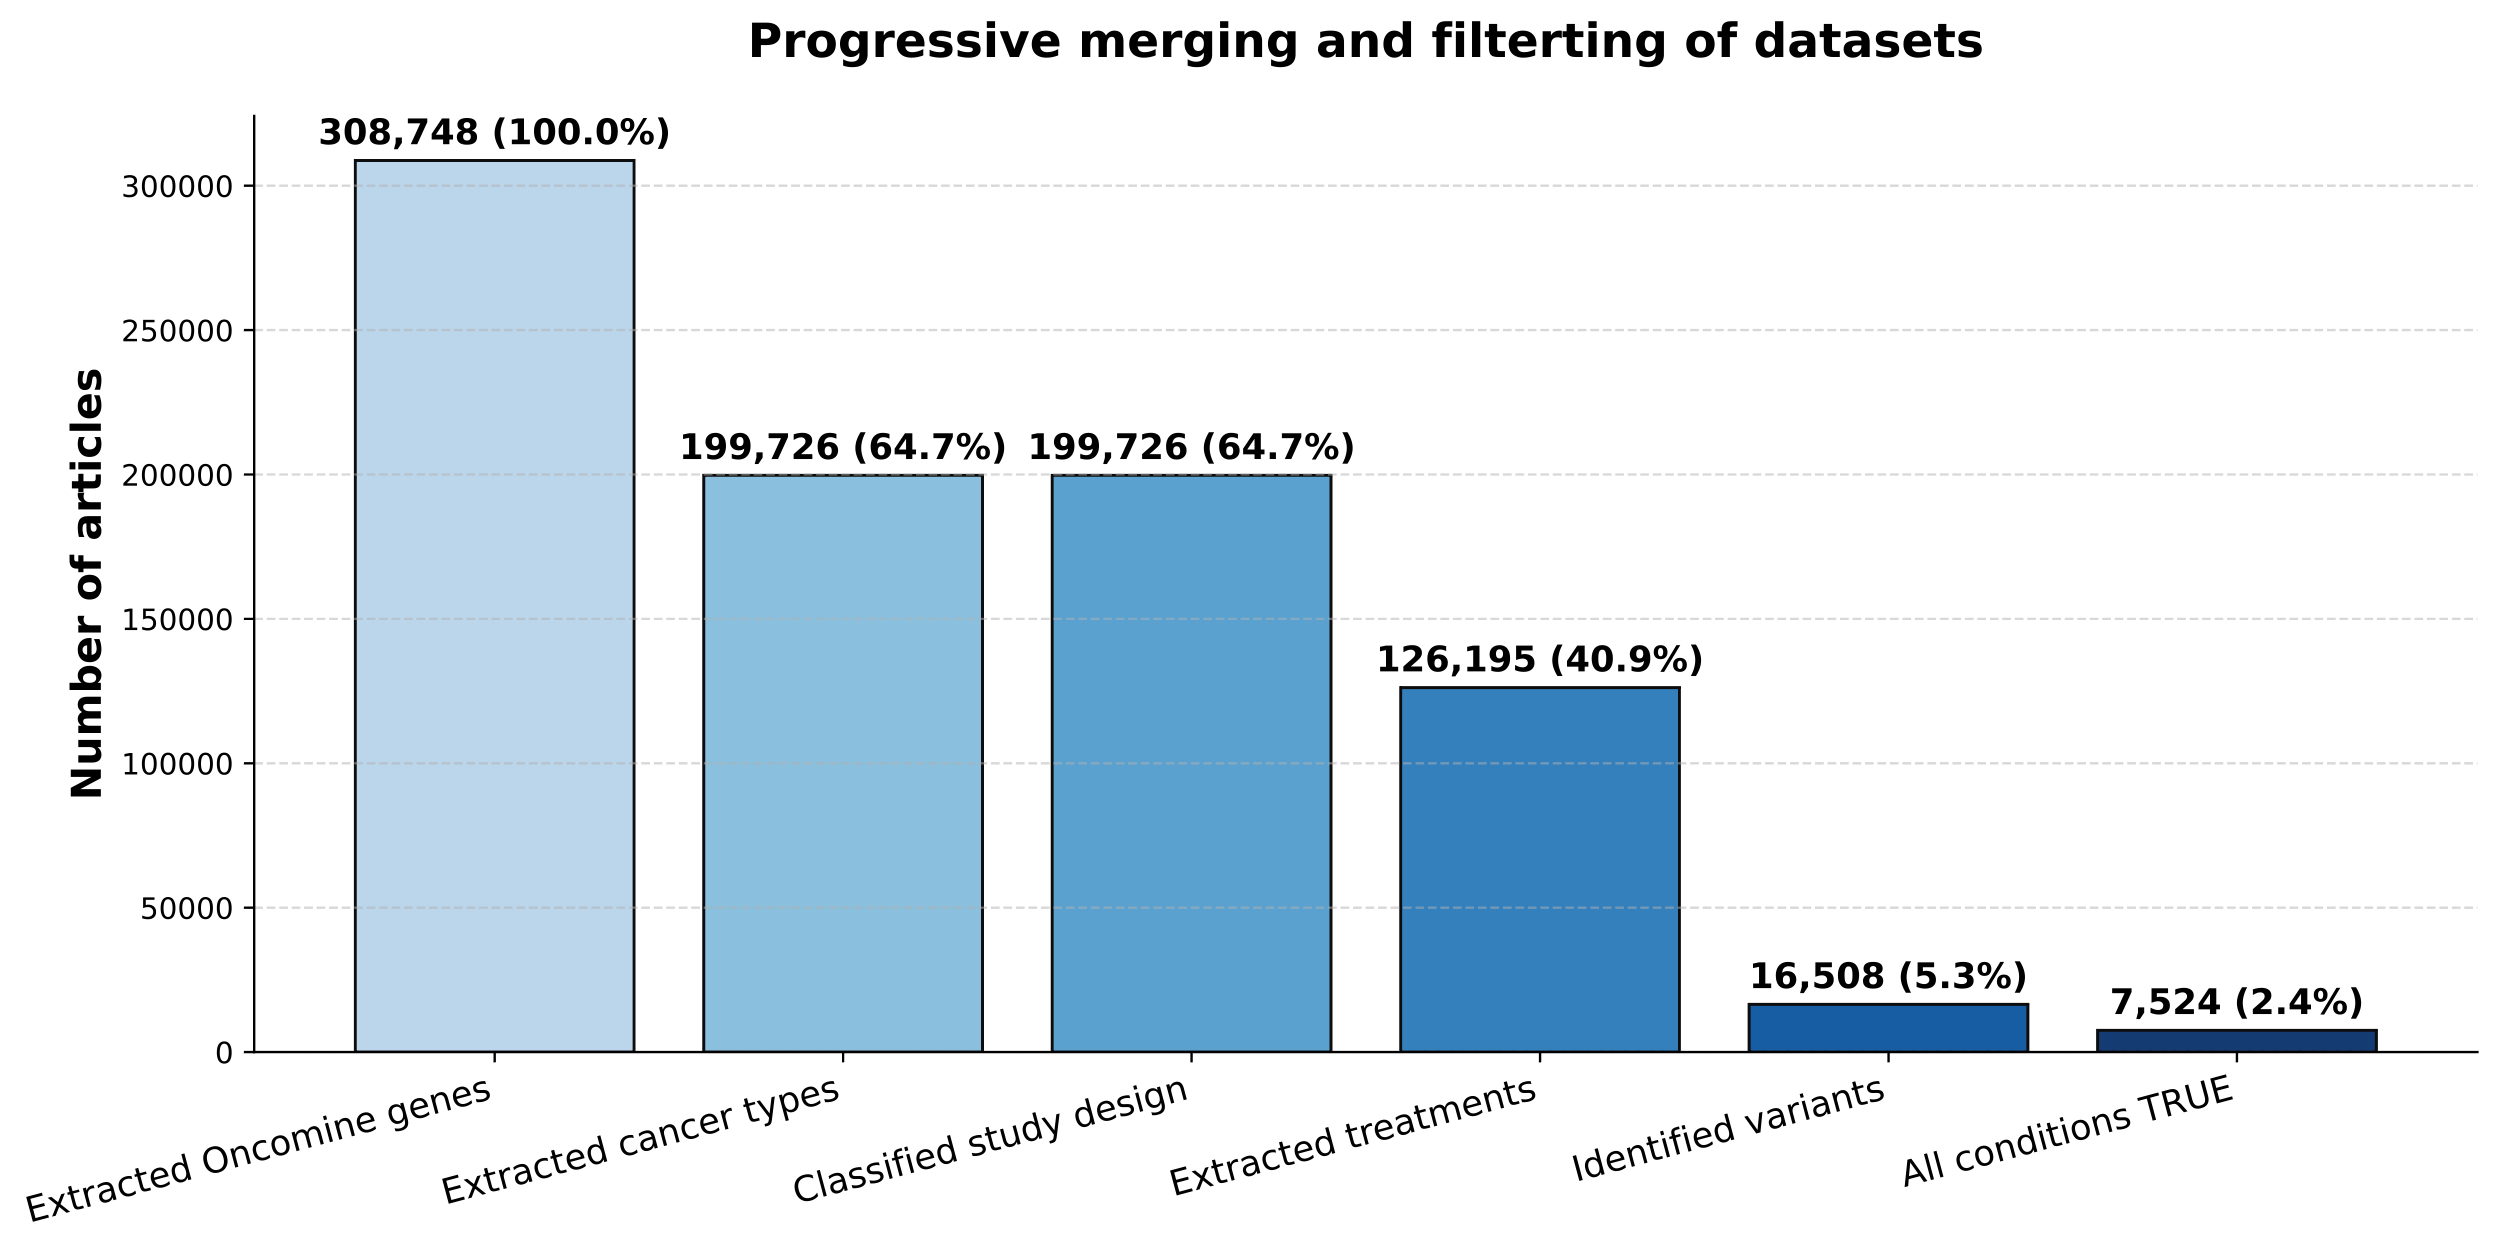 Progressive merging and filterting of datasets
Number of articles
300000
250000
200000
150000
100000
50000
0
308,748 (100.0%)
199,726 (64.7%)
199,726 (64.7%)
126,195 (40.9%)
16,508 (5.3%)
7,524 (2.4%)
Extracted Oncomine genes
Extracted cancer types
Classified study design
Extracted treatments
Identified variants
All conditions TRUE